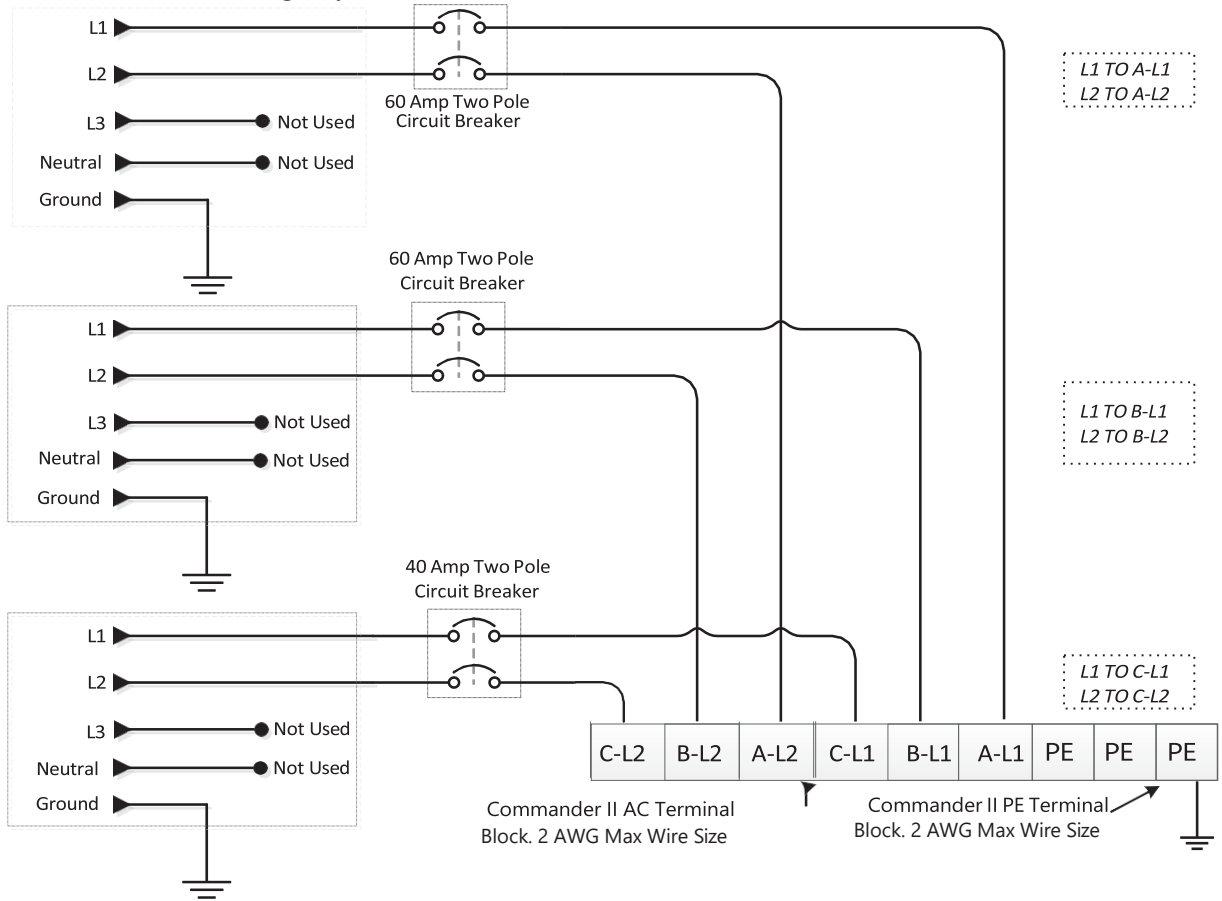 L1
L2
60 Amp Two Pole
Circuit Breaker
L3
Not Used
Neutral
Not Used
Ground
L1 TO A-L1
L2 TO A-L2
60 Amp Two Pole
Circuit Breaker
L1
L2
L3
Not Used
Neutral
Not Used
Ground
L1 TO B-L1
L2 TO B-L2
40 Amp Two Pole
Circuit Breaker
L1
L2
L3
Not Used
Neutral
Not Used
Ground
L1 TO C-L1
L2 TO C-L2
C-L2
B-L2
A-L2
C-L1
B-L1
A-L1
PE
PE
PE
Commander II AC Terminal
Block. 2 AWG Max Wire Size
Commander II PE Terminal
Block. 2 AWG Max Wire Size